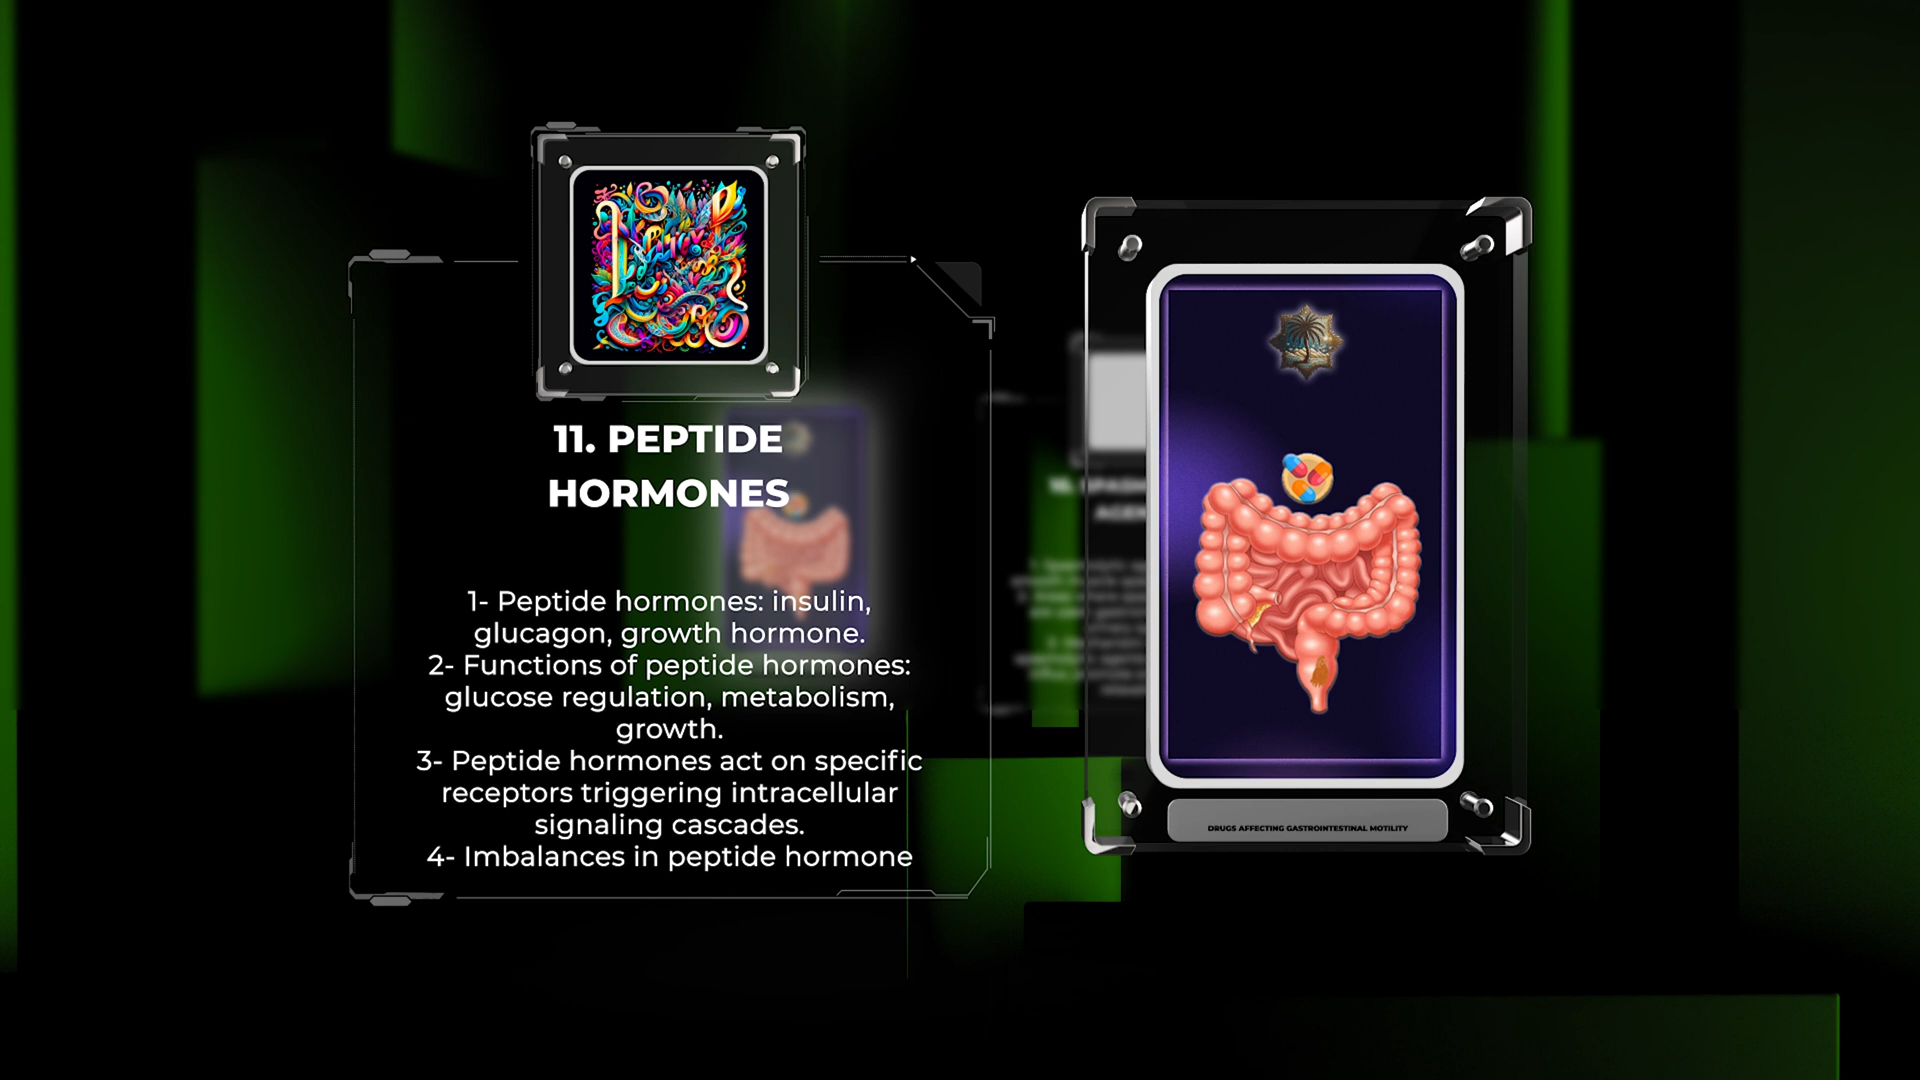 11. PEPTIDE
HORMONES
1- Peptide hormones: insulin,
glucagon, growth hormone.
2- Functions of peptide hormones:
glucose regulation, metabolism,
growth.
3- Peptide hormones act on specific
receptors triggering intracellular
signaling cascades.
4- Imbalances in peptide hormone
DRUGS AFFECTING GASTROINTESTINAL MOTILITY